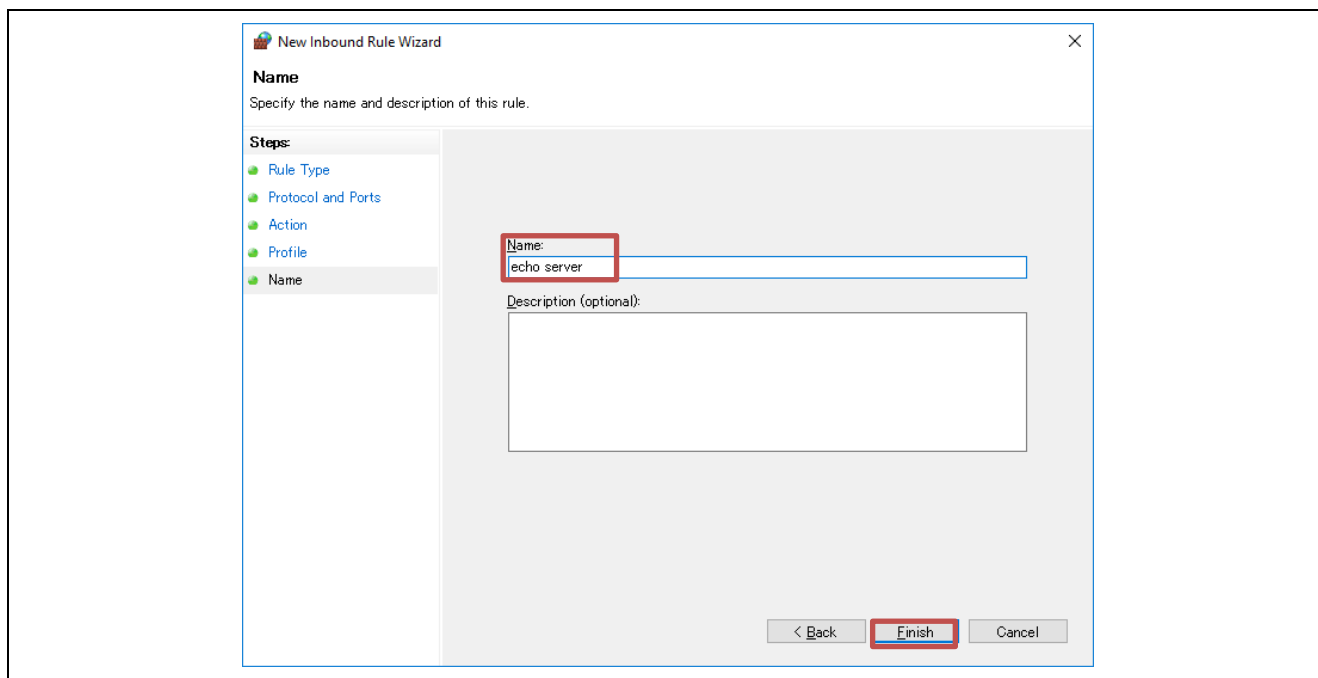 New Inbound Rule Wizard
Name
Specify the name and description of this rule.
Steps:
Rule Type
Protocol and Ports
Action
Profile
Name
Name:
echo server
Description (optional):
< Back
Finish
Cancel